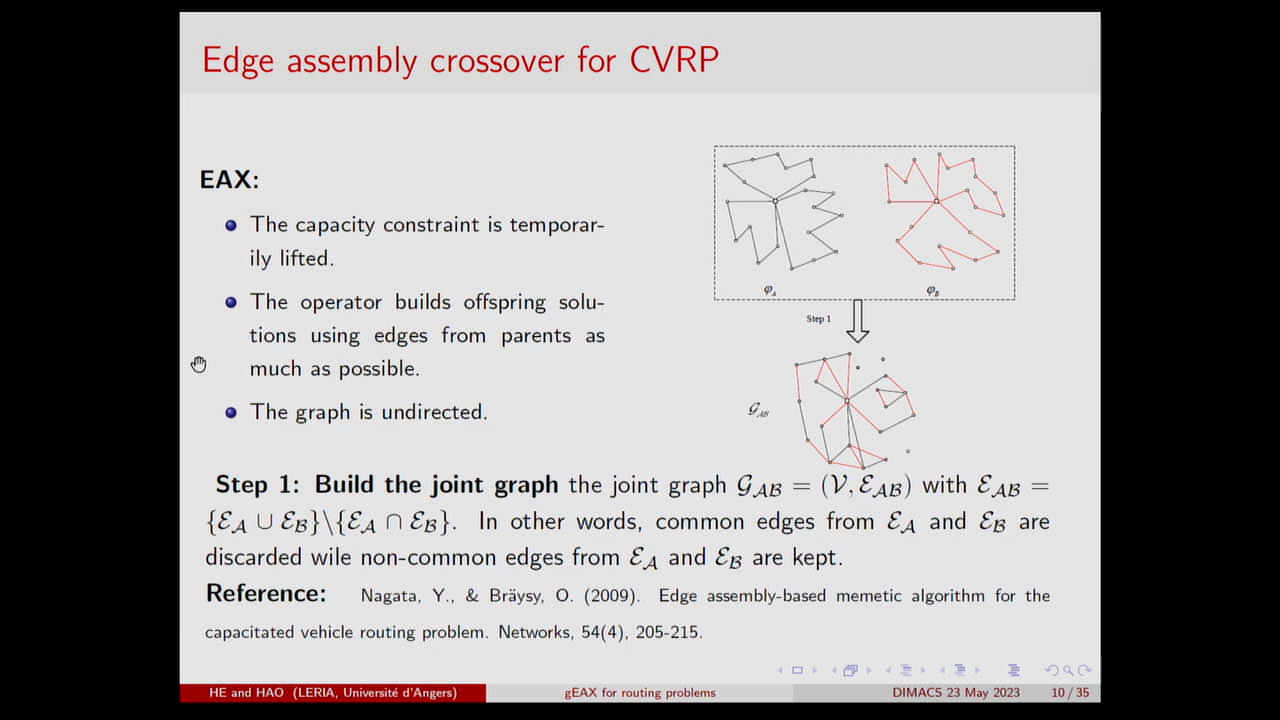 Edge assembly crossover for CVRP
EAX:
The capacity constraint is temporar-
ily lifted.
The operator builds offspring solu-
tions using edges from parents as
much as possible.
The graph is undirected.
φ_A
φ_B
Step 1
𝒢_AB
Step 1: Build the joint graph the joint graph 𝒢_𝒜ℬ = (𝒱, ℰ_𝒜ℬ) with ℰ_𝒜ℬ =
{ℰ_𝒜 ∪ ℰ_ℬ}\{ℰ_𝒜 ∩ ℰ_ℬ}. In other words, common edges from ℰ_𝒜 and ℰ_ℬ are
discarded wile non-common edges from ℰ_𝒜 and ℰ_ℬ are kept.
Reference: Nagata, Y., & Bräysy, O. (2009). Edge assembly-based memetic algorithm for the
capacitated vehicle routing problem. Networks, 54(4), 205-215.
HE and HAO (LERIA, Université d'Angers) gEAX for routing problems DIMACS 23 May 2023 10 / 35